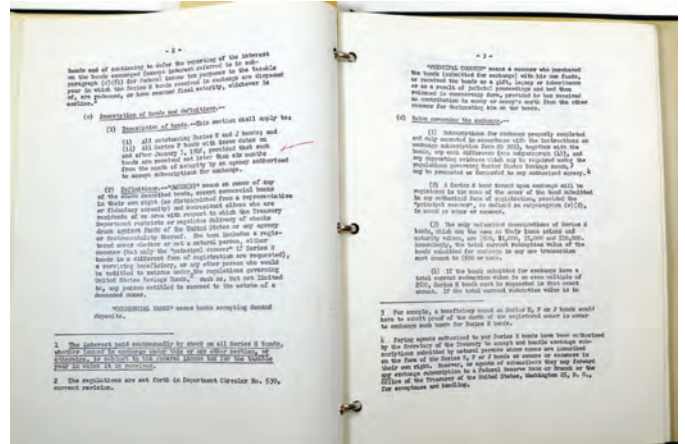 - 2 -
bonds and of continuing to defer the reporting of the interest
on the bonds exchanged (except interest referred to in sub-
paragraph (c)(5)) for federal income tax purposes to the taxable
year in which the Series H bonds received in exchange are disposed
of, are redeemed, or have reached final maturity, whichever is
earlier.1
(c) Description of bonds and definitions.--
(1) Description of bonds.--This section shall apply to:
(i) All outstanding Series E and J bonds; and
(ii) All Series F bonds with issue dates on
and after January 1, provided that such
bonds are received not later than six months
from the month of maturity by an agency authorized
to accept subscriptions for exchange.
(2) Definitions.--"OWNERS" means an owner of any
of the above described bonds, except commercial banks
in their own right (as distinguished from a representative
or fiduciary capacity) and nonresident aliens who are
residents of an area with respect to which the Treasury
Department restricts or regulates delivery of checks
drawn against funds of the United States or any agency
or instrumentality thereof. The term includes a regis-
tered owner whether or not a natural person, either
coowner (but only the "principal coowner" if Series H
bonds in a different form of registration are requested),
a surviving beneficiary, or any other person who would
be entitled to reissue under the regulations governing
United States Savings Bonds,2 such as, but not limited
to, any person entitled to succeed to the estate of a
deceased owner.
"COMMERCIAL BANKS" means banks accepting demand
deposits.
1 The interest paid semiannually by check on all Series H bonds,
whether issued in exchange under this or any other section, or
otherwise, is subject to the Federal income tax for the taxable
year in which it is received.
2 The regulations are set forth in Department Circular No. 530,
current revision.
- 3 -
"PRINCIPAL COOWNER" means a coowner who purchased
the bonds (submitted for exchange) with his own funds,
or received the bonds as a gift, legacy or inheritance
or as a result of judicial proceedings and had them
reissued in coownership form, provided he has received
no contribution in money or money's worth from the other
coowner for designating him on the bonds.
(d) Rules governing the exchange.--
(1) Subscriptions for exchange properly completed
and duly executed in accordance with the instructions on
exchange subscription Form PD 3253, together with the
bonds, any cash difference (see subparagraph (4)), and
any supporting evidence which may be required under the
regulations governing United States Savings Bonds,3
may be presented or forwarded to any authorized agency.4
(2) A Series H bond issued upon exchange will be
registered in the name of the owner of the bond submitted
in any authorized form of registration, provided the
"principal coowner", as defined in subparagraph (c)(2),
is named as owner or coowner.
(3) The only authorized denominations of Series H
bonds, which are the same as their issue prices and
maturity values, are $500, $1,000, $5,000 and $10,000.
Accordingly, the total current redemption value of the
bonds submitted for exchange in any one transaction
must amount to $500 or more.
(4) If the bonds submitted for exchange have a
total current redemption value in an even multiple of
$500, Series H bonds must be requested in that exact
amount. If the total current redemption value is in
3 For example, a beneficiary named on Series E, F or J bonds would
have to submit proof of the death of the registered owner in order
to exchange such bonds for Series H bonds.
4 Paying agents authorized to pay Series E bonds have been authorized
by the Secretary of the Treasury to accept and handle exchange sub-
scriptions submitted by natural persons whose names are inscribed
on the face of the Series E, F or J bonds as owners or coowners in
their own right. However, or agents of subscribers they may forward
any exchange subscription to a Federal Reserve Bank or Branch or the
Office of the Treasurer of the United States, Washington 25, D. C.,
for acceptance and handling.